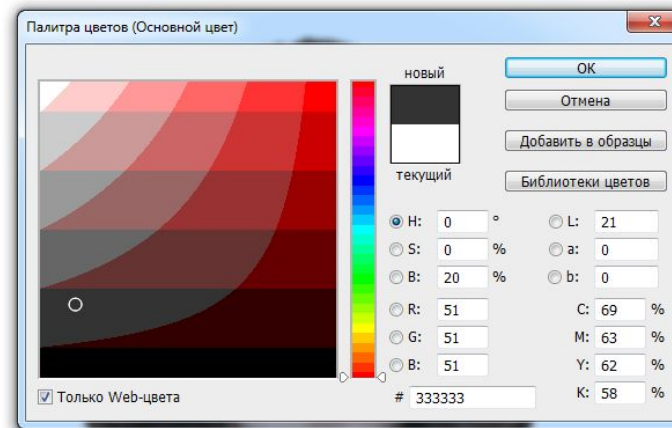 Палитра цветов (Основной цвет)
новый
текущий
OK
Отмена
Добавить в образцы
Библиотеки цветов
H: 0 °
S: 0 %
B: 20 %
R: 51
G: 51
B: 51
# 333333
L: 21
a: 0
b: 0
C: 69 %
M: 63 %
Y: 62 %
K: 58 %
Только Web-цвета